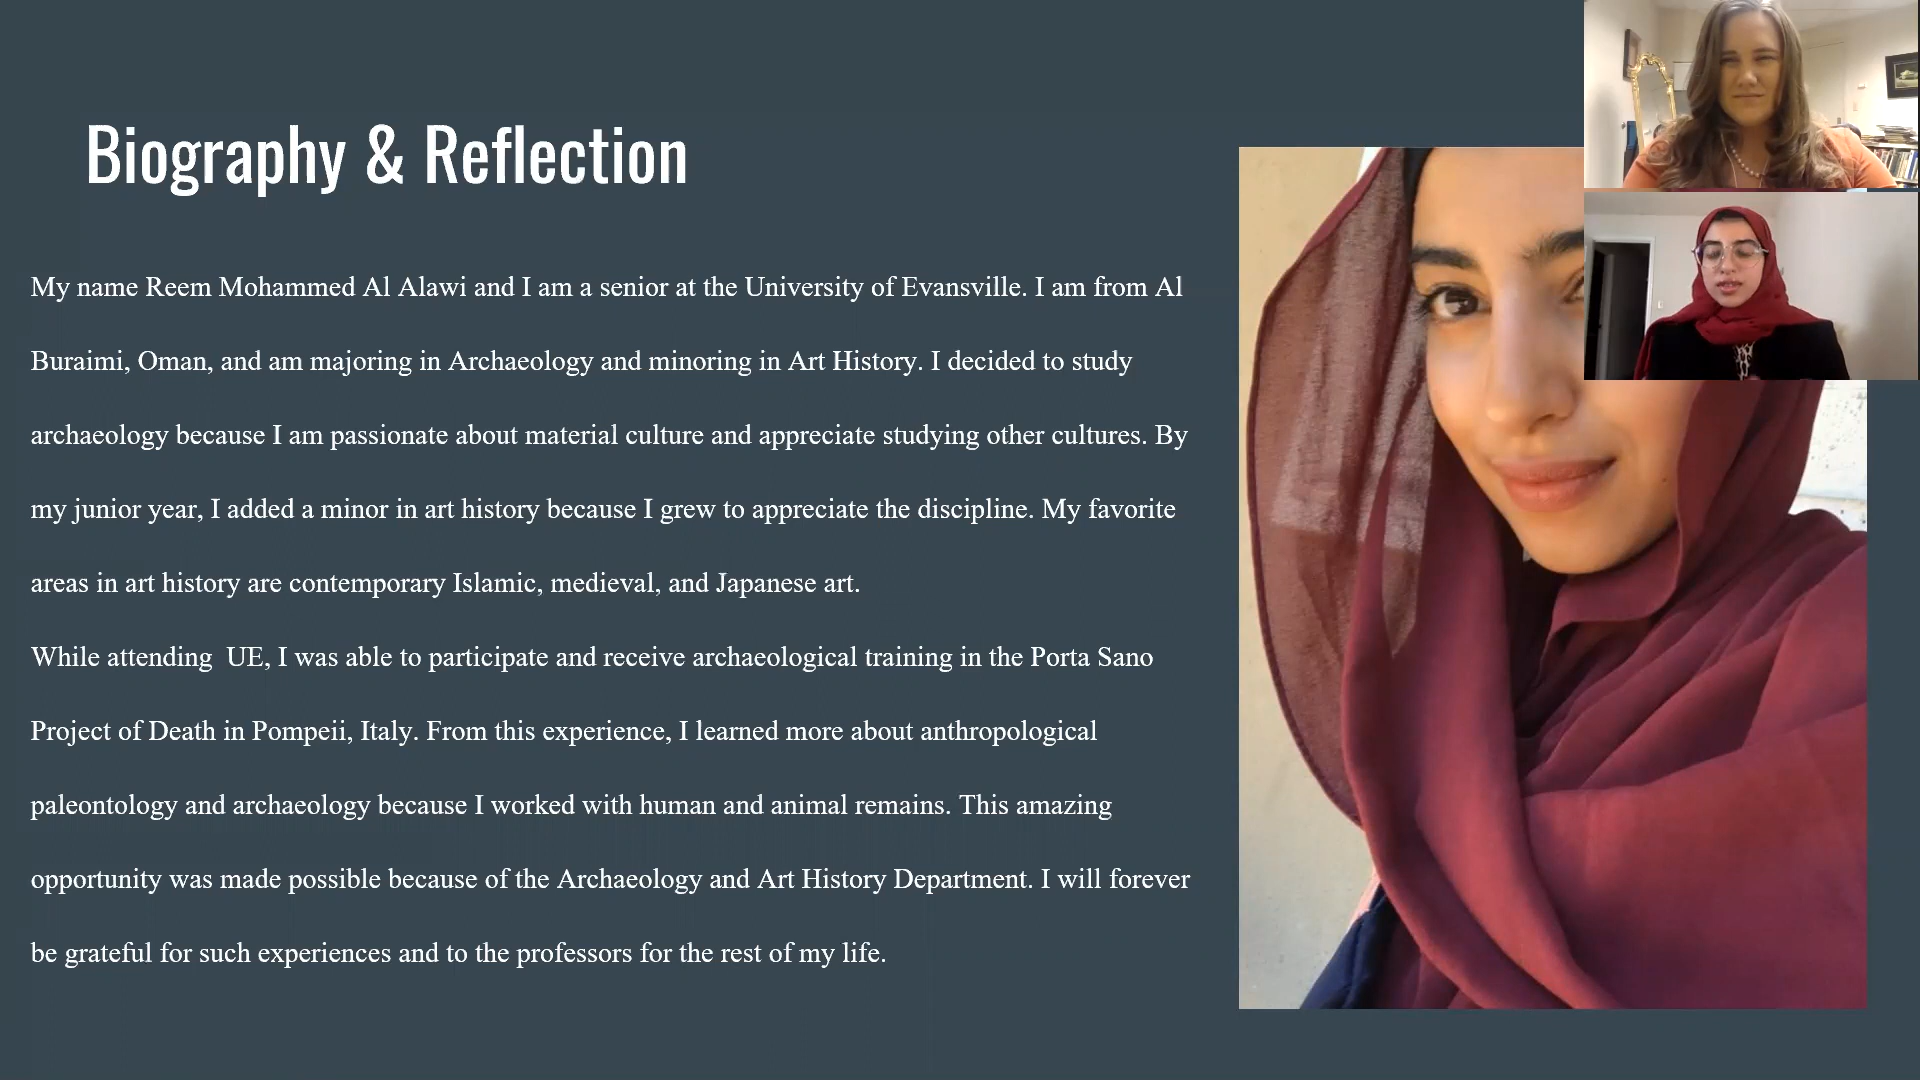 Biography & Reflection
My name Reem Mohammed Al Alawi and I am a senior at the University of Evansville. I am from Al
Buraimi, Oman, and am majoring in Archaeology and minoring in Art History. I decided to study
archaeology because I am passionate about material culture and appreciate studying other cultures. By
my junior year, I added a minor in art history because I grew to appreciate the discipline. My favorite
areas in art history are contemporary Islamic, medieval, and Japanese art.
While attending  UE, I was able to participate and receive archaeological training in the Porta Sano
Project of Death in Pompeii, Italy. From this experience, I learned more about anthropological
paleontology and archaeology because I worked with human and animal remains. This amazing
opportunity was made possible because of the Archaeology and Art History Department. I will forever
be grateful for such experiences and to the professors for the rest of my life.